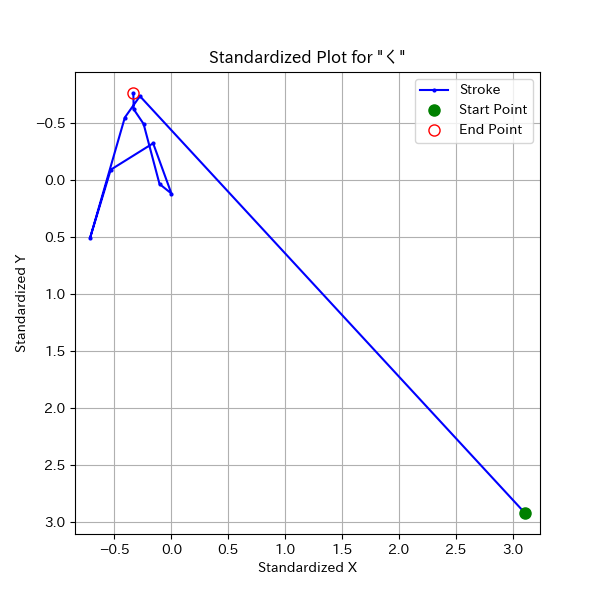 Standardized Plot for "く"
Stroke
Start Point
End Point
Standardized Y
−0.5
0.0
0.5
1.0
1.5
2.0
2.5
3.0
−0.5
0.0
0.5
1.0
1.5
2.0
2.5
3.0
Standardized X